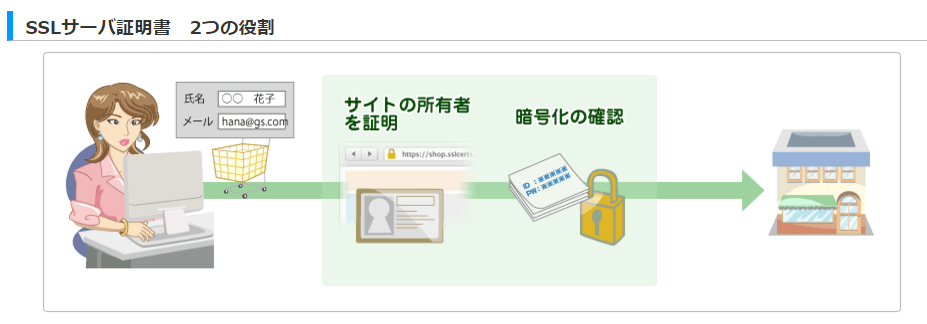 SSLサーバ証明書　2つの役割
氏名 ○○　花子
メール hana@gs.com
サイトの所有者
を証明
https://shop.sslcert
暗号化の確認
ID：※※※※※
PW：※※※※※